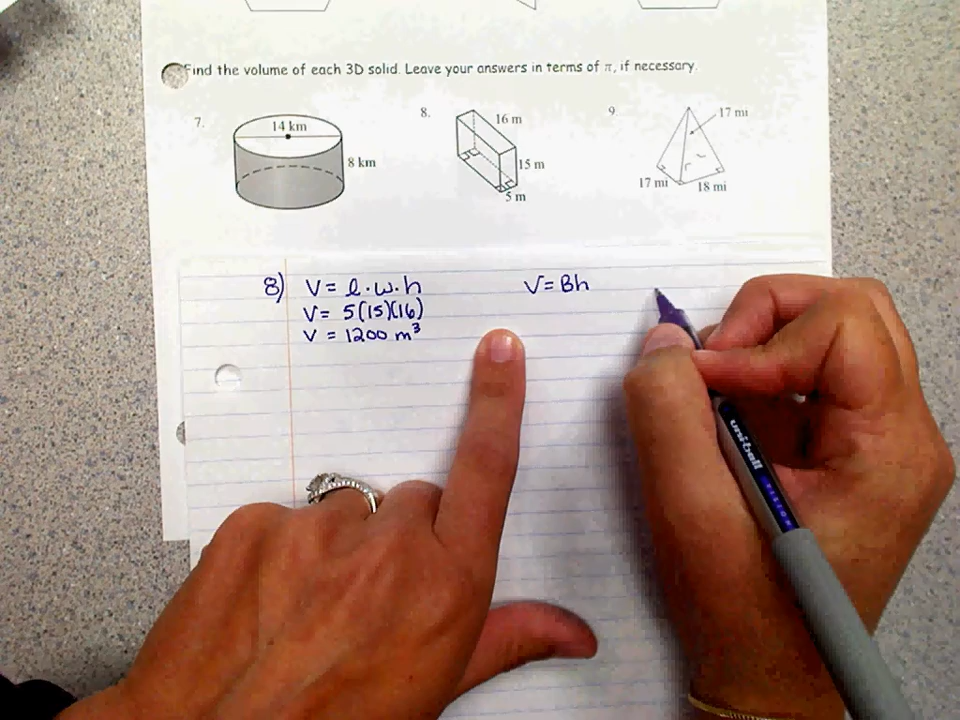 Find the volume of each 3D solid. Leave your answers in terms of π, if necessary.
7.
14 km
8 km
8.
16 m
15 m
5 m
9.
17 mi
17 mi
18 mi
8) V = l · w · h
V = 5(15)(16)
V = 1200 m³
V = Bh
uni-ball
VISION